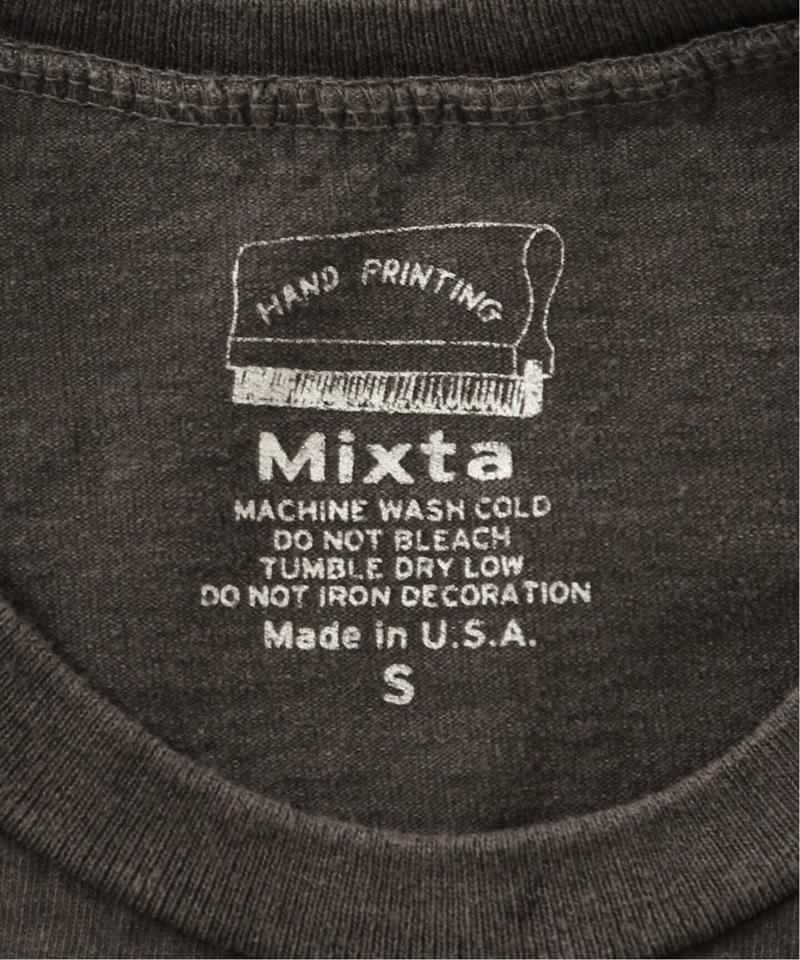 HAND PRINTING
Mixta
MACHINE WASH COLD
DO NOT BLEACH
TUMBLE DRY LOW
DO NOT IRON DECORATION
Made in U.S.A.
S